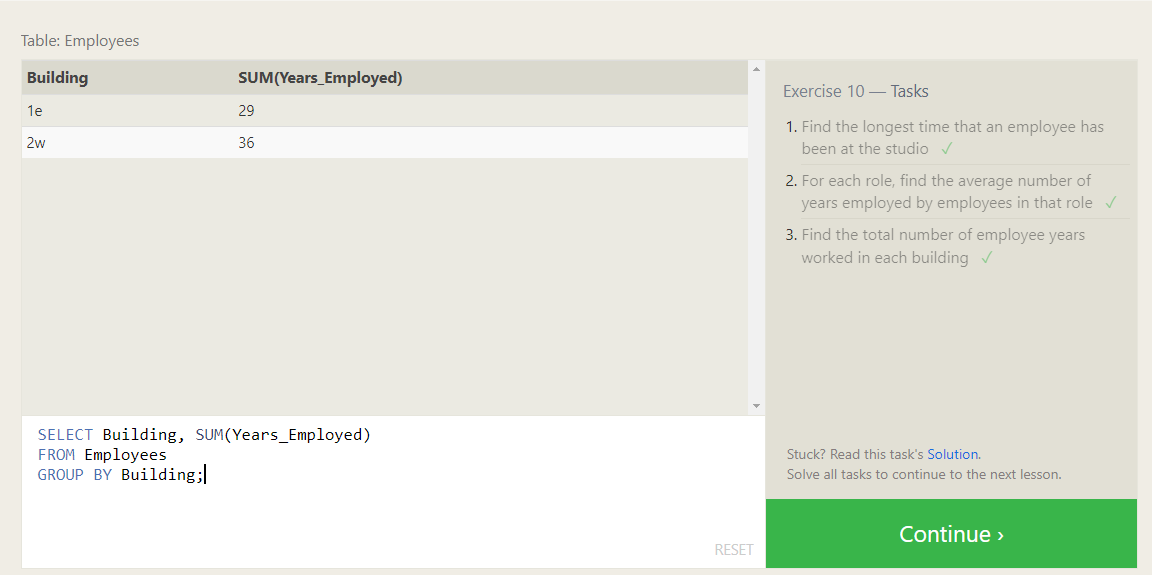 Table: Employees
Building SUM(Years_Employed)
1e 29
2w 36
SELECT Building, SUM(Years_Employed)
FROM Employees
GROUP BY Building;
RESET
Exercise 10 — Tasks
1. Find the longest time that an employee has
been at the studio ✓
2. For each role, find the average number of
years employed by employees in that role ✓
3. Find the total number of employee years
worked in each building ✓
Stuck? Read this task's Solution.
Solve all tasks to continue to the next lesson.
Continue ›